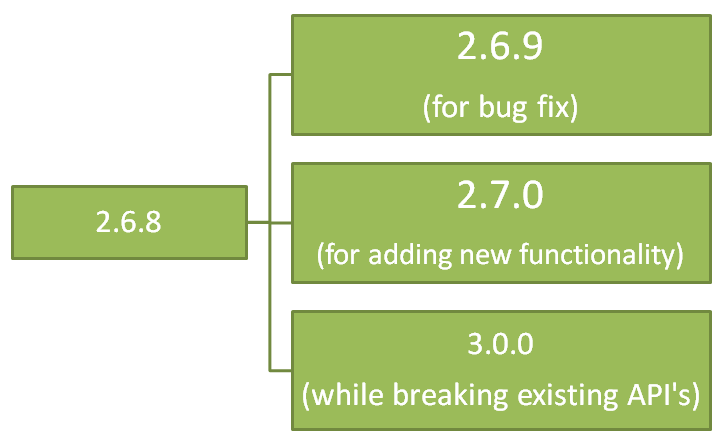 2.6.8
2.6.9
(for bug fix)
2.7.0
(for adding new functionality)
3.0.0
(while breaking existing API's)